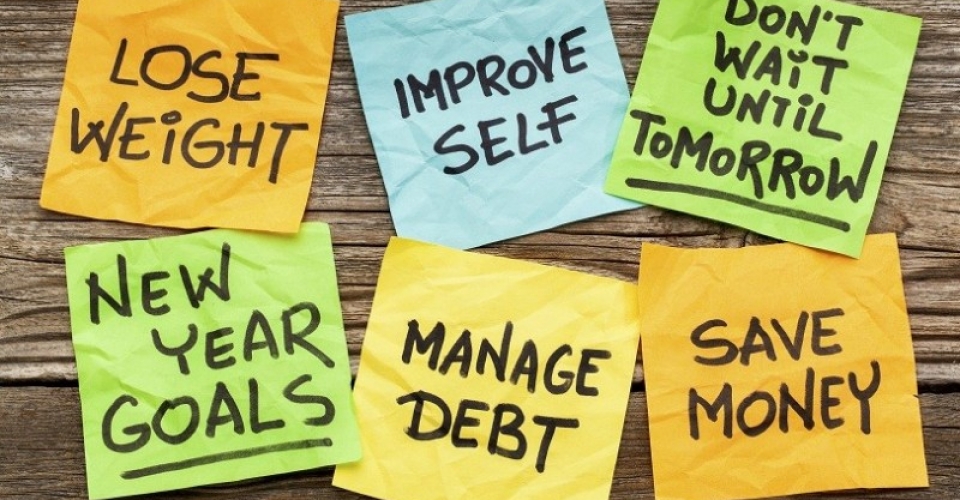 LOSE
WEIGHT
IMPROVE
SELF
DON'T
WAiT
UNTiL
TOMORROW
NEW
YEAR
GOALS
MANAGE
DEBT
SAVE
MONEY